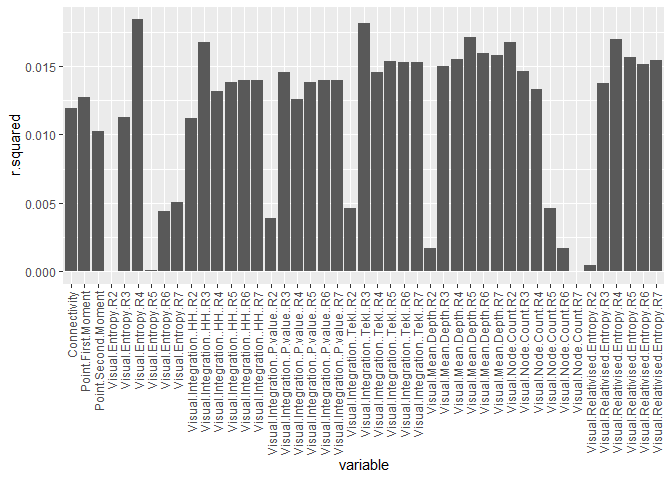 r.squared
0.015
0.010
0.005
0.000
Connectivity
Point.First.Moment
Point.Second.Moment
Visual.Entropy.R2
Visual.Entropy.R3
Visual.Entropy.R4
Visual.Entropy.R5
Visual.Entropy.R6
Visual.Entropy.R7
Visual.Integration..HH..R2
Visual.Integration..HH..R3
Visual.Integration..HH..R4
Visual.Integration..HH..R5
Visual.Integration..HH..R6
Visual.Integration..HH..R7
Visual.Integration..P.value..R2
Visual.Integration..P.value..R3
Visual.Integration..P.value..R4
Visual.Integration..P.value..R5
Visual.Integration..P.value..R6
Visual.Integration..P.value..R7
Visual.Integration..Tekl..R2
Visual.Integration..Tekl..R3
Visual.Integration..Tekl..R4
Visual.Integration..Tekl..R5
Visual.Integration..Tekl..R6
Visual.Integration..Tekl..R7
Visual.Mean.Depth.R2
Visual.Mean.Depth.R3
Visual.Mean.Depth.R4
Visual.Mean.Depth.R5
Visual.Mean.Depth.R6
Visual.Mean.Depth.R7
Visual.Node.Count.R2
Visual.Node.Count.R3
Visual.Node.Count.R4
Visual.Node.Count.R5
Visual.Node.Count.R6
Visual.Node.Count.R7
Visual.Relativised.Entropy.R2
Visual.Relativised.Entropy.R3
Visual.Relativised.Entropy.R4
Visual.Relativised.Entropy.R5
Visual.Relativised.Entropy.R6
Visual.Relativised.Entropy.R7
variable